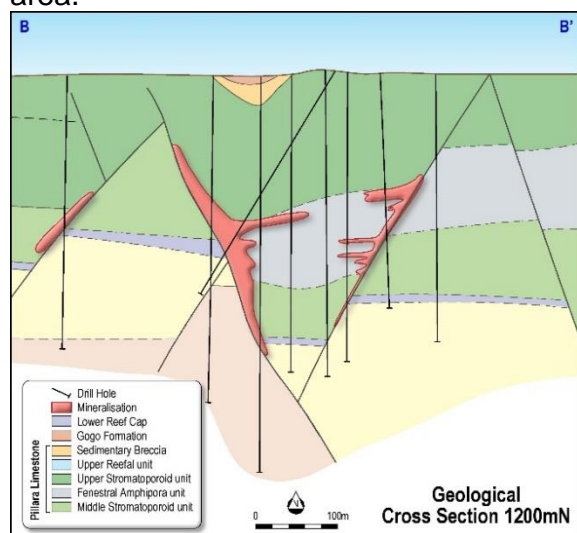 area.
B B'
Drill Hole
Mineralisation
Lower Reef Cap
Gogo Formation
Sedimentary Breccia
Upper Reefal unit
Upper Stromatoporoid unit
Fenestral Amphipora unit
Middle Stromatoporoid unit
Pillara Limestone
N
0 100m
Geological
Cross Section 1200mN